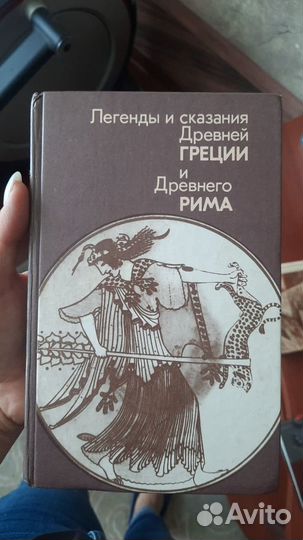 Легенды и сказания
Древней
ГРЕЦИИ
и
Древнего
РИМА
Avito